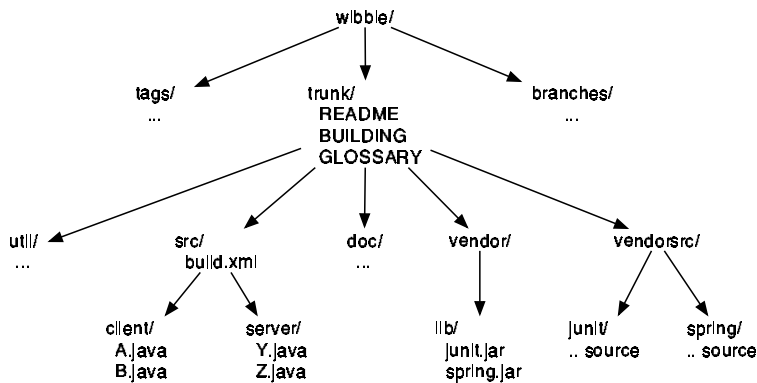 wibble/
tags/
...
trunk/
README
BUILDING
GLOSSARY
branches/
...
util/
...
src/
build.xml
doc/
...
vendor/
vendorsrc/
client/
A.java
B.java
server/
Y.java
Z.java
lib/
junit.jar
spring.jar
junit/
.. source
spring/
.. source